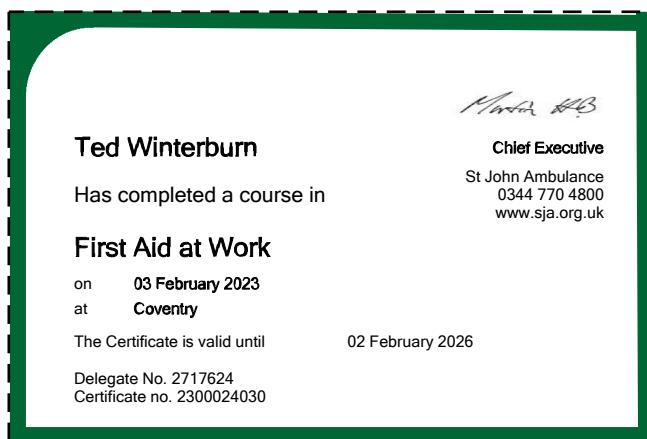 Ted Winterburn
Has completed a course in
First Aid at Work
on 03 February 2023
at Coventry
The Certificate is valid until 02 February 2026
Delegate No. 2717624
Certificate no. 2300024030
Chief Executive
St John Ambulance
0344 770 4800
www.sja.org.uk